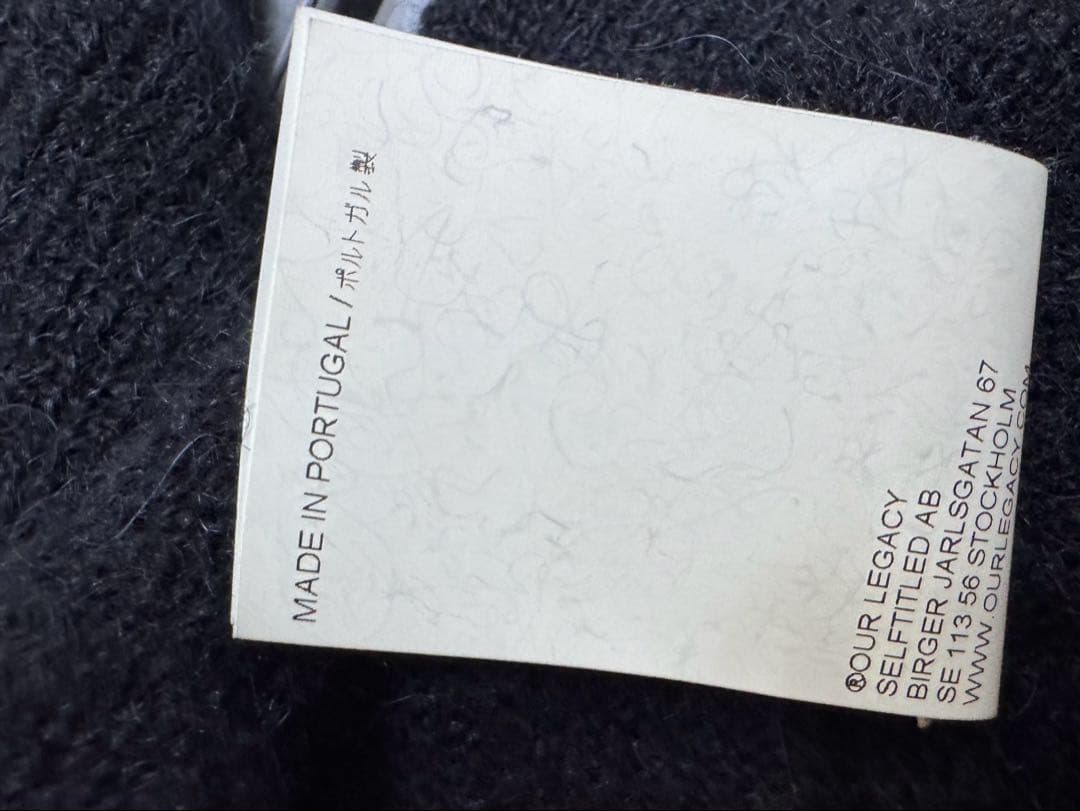 MADE IN PORTUGAL / ポルトガル製
®OUR LEGACY
SELFTITLED AB
BIRGER JARLSGATAN 67
SE 113 56 STOCKHOLM
WWW.OURLEGACY.COM